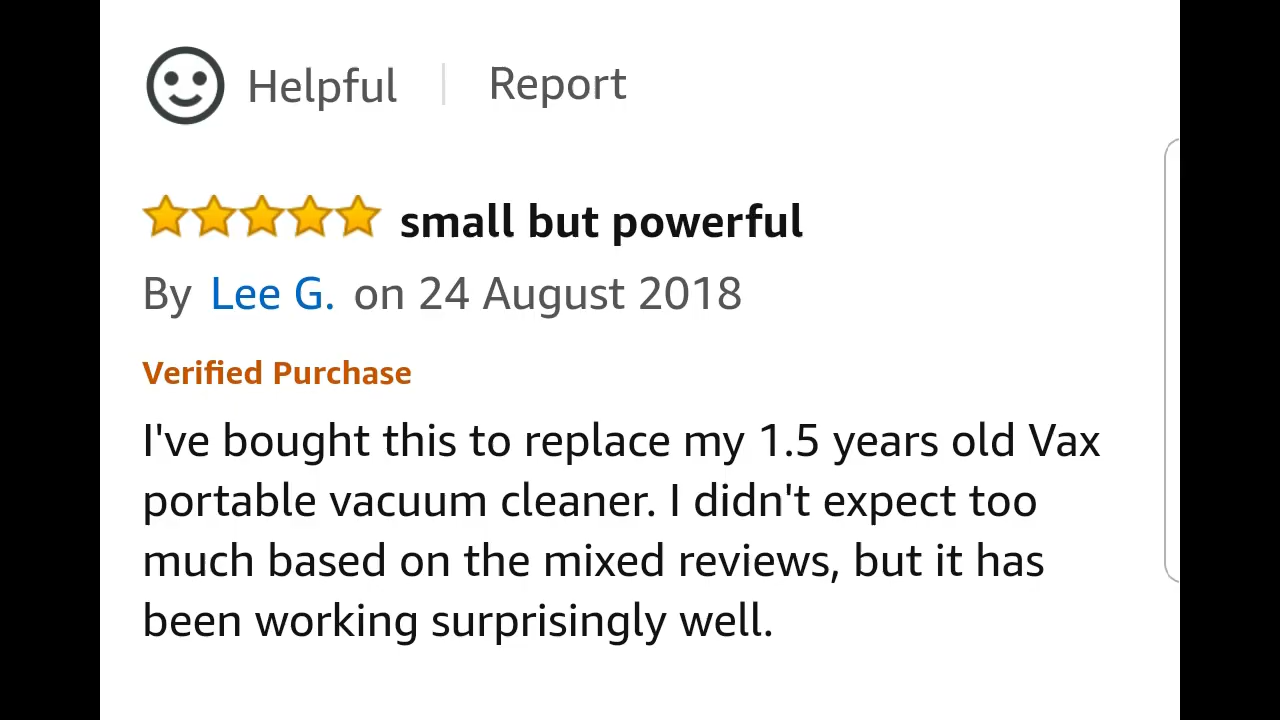 Helpful | Report
small but powerful
By Lee G. on 24 August 2018
Verified Purchase
I've bought this to replace my 1.5 years old Vax
portable vacuum cleaner. I didn't expect too
much based on the mixed reviews, but it has
been working surprisingly well.